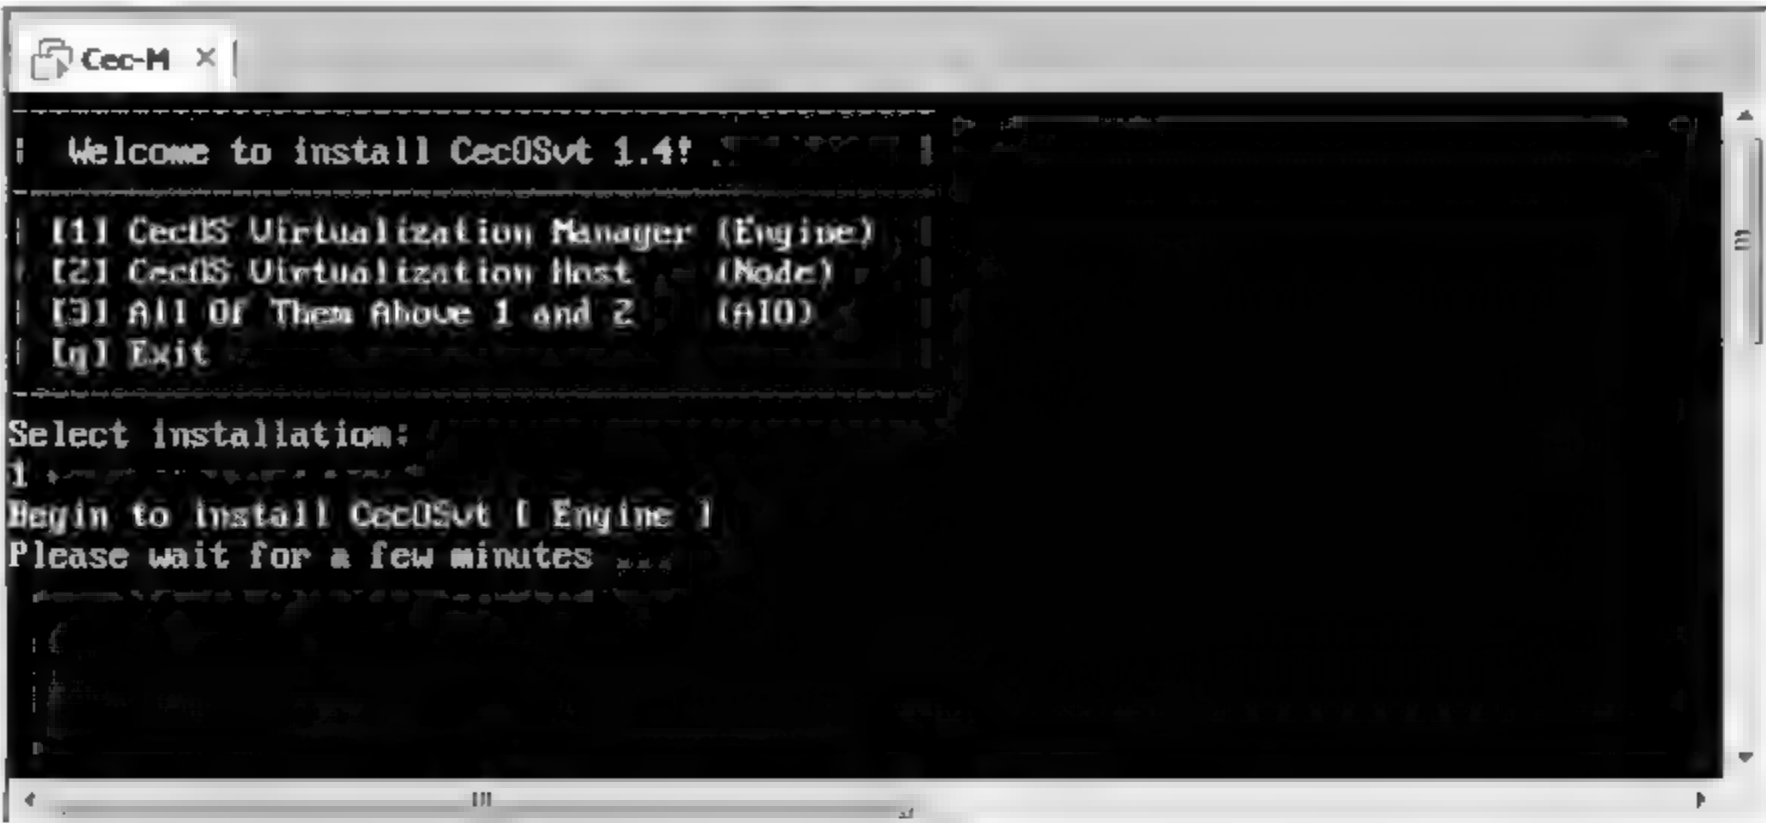 Cec-M
Welcome to install CecOSvt 1.4!
[1] CecOS Virtualization Manager (Engine)
[2] CecOS Virtualization Host (Node)
[3] All Of Them Above 1 and 2 (AIO)
[q] Exit
Select installation:
1
Begin to install CecOSvt [ Engine ]
Please wait for a few minutes ...